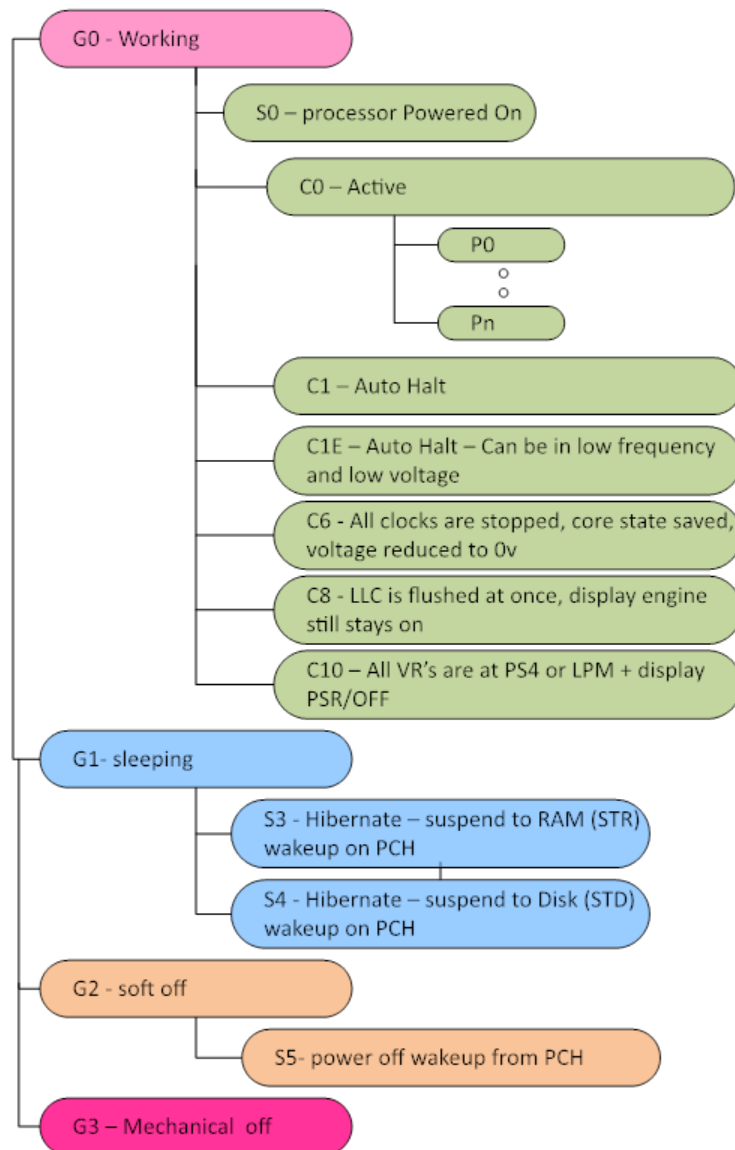 G0 - Working
S0 – processor Powered On
C0 – Active
P0
Pn
C1 – Auto Halt
C1E – Auto Halt – Can be in low frequency
and low voltage
C6 - All clocks are stopped, core state saved,
voltage reduced to 0v
C8 - LLC is flushed at once, display engine
still stays on
C10 – All VR's are at PS4 or LPM + display
PSR/OFF
G1- sleeping
S3 - Hibernate – suspend to RAM (STR)
wakeup on PCH
S4 - Hibernate – suspend to Disk (STD)
wakeup on PCH
G2 - soft off
S5- power off wakeup from PCH
G3 – Mechanical  off